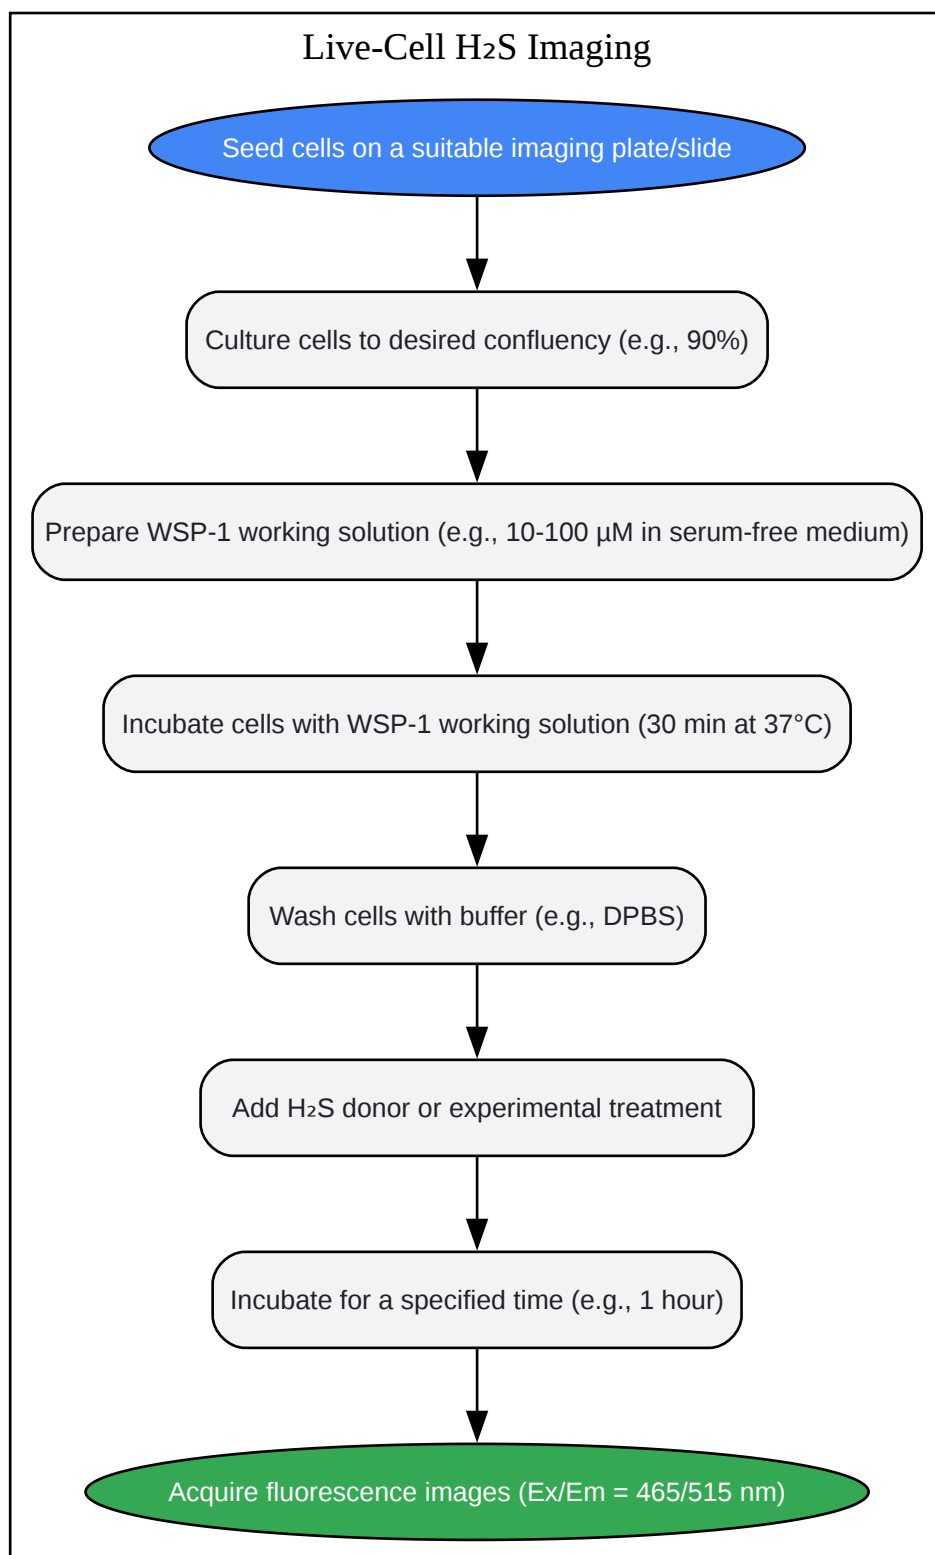 Live-Cell H₂S Imaging
Seed cells on a suitable imaging plate/slide
Culture cells to desired confluency (e.g., 90%)
Prepare WSP-1 working solution (e.g., 10-100 µM in serum-free medium)
Incubate cells with WSP-1 working solution (30 min at 37°C)
Wash cells with buffer (e.g., DPBS)
Add H₂S donor or experimental treatment
Incubate for a specified time (e.g., 1 hour)
Acquire fluorescence images (Ex/Em = 465/515 nm)